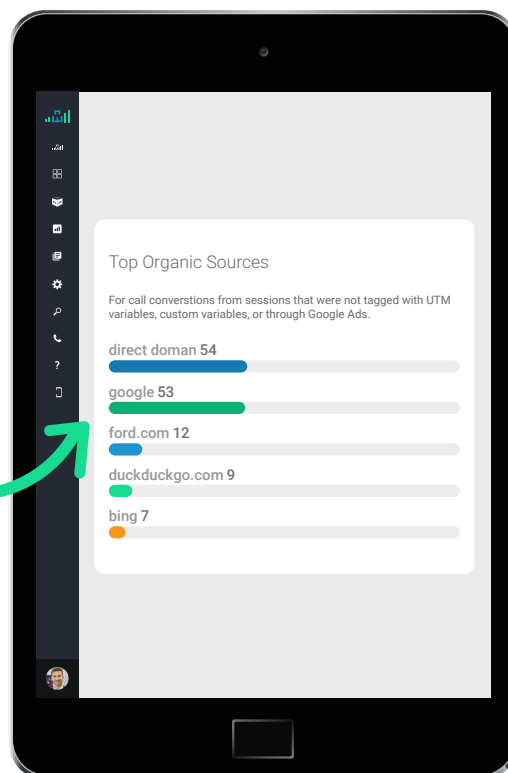 Top Organic Sources
For call converstions from sessions that were not tagged with UTM
variables, custom variables, or through Google Ads.
direct doman 54
google 53
ford.com 12
duckduckgo.com 9
bing 7
?